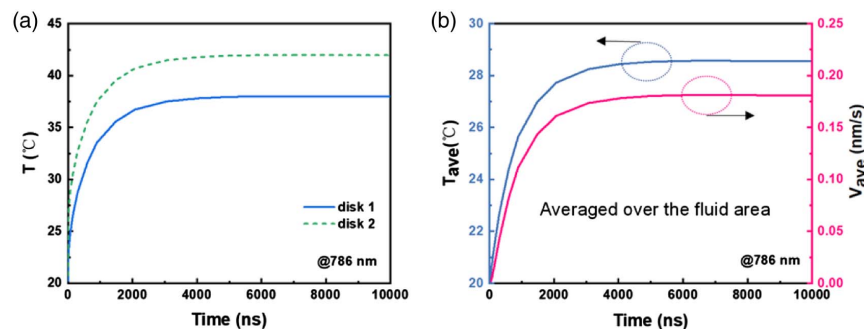 (a)
45
40
35
30
25
20
T (℃)
disk 1
disk 2
@786 nm
0
2000
4000
6000
8000
10000
Time (ns)
(b)
30
28
26
24
22
20
Tave(℃)
0.25
0.20
0.15
0.10
0.05
0.00
Vave (nm/s)
Averaged over the fluid area
@786 nm
0
2000
4000
6000
8000
10000
Time (ns)